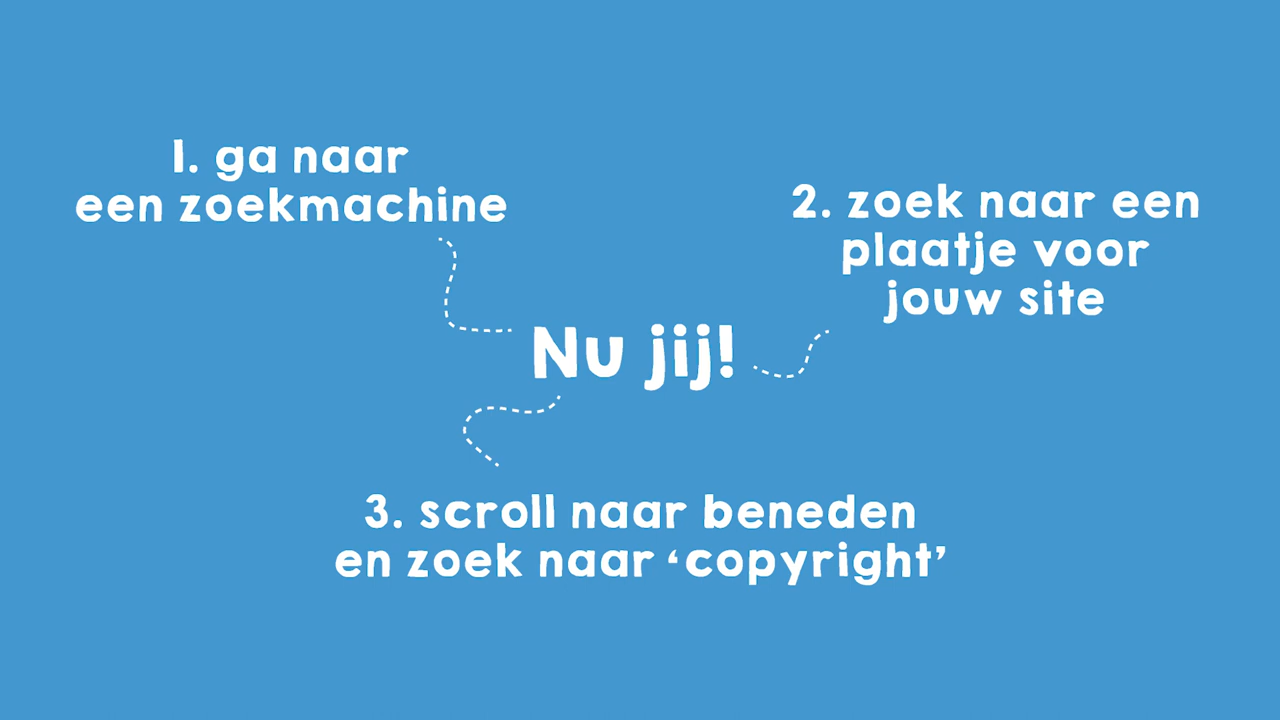 1. ga naar
een zoekmachine
2. zoek naar een
plaatje voor
jouw site
Nu jij!
3. scroll naar beneden
en zoek naar ‘copyright’